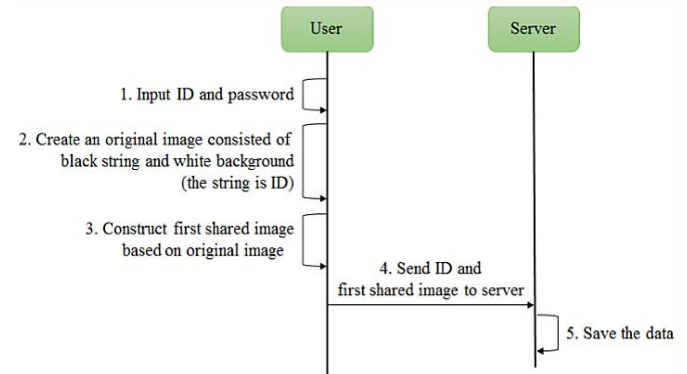 User
Server
1. Input ID and password
2. Create an original image consisted of
black string and white background
(the string is ID)
3. Construct first shared image
based on original image
4. Send ID and
first shared image to server
5. Save the data